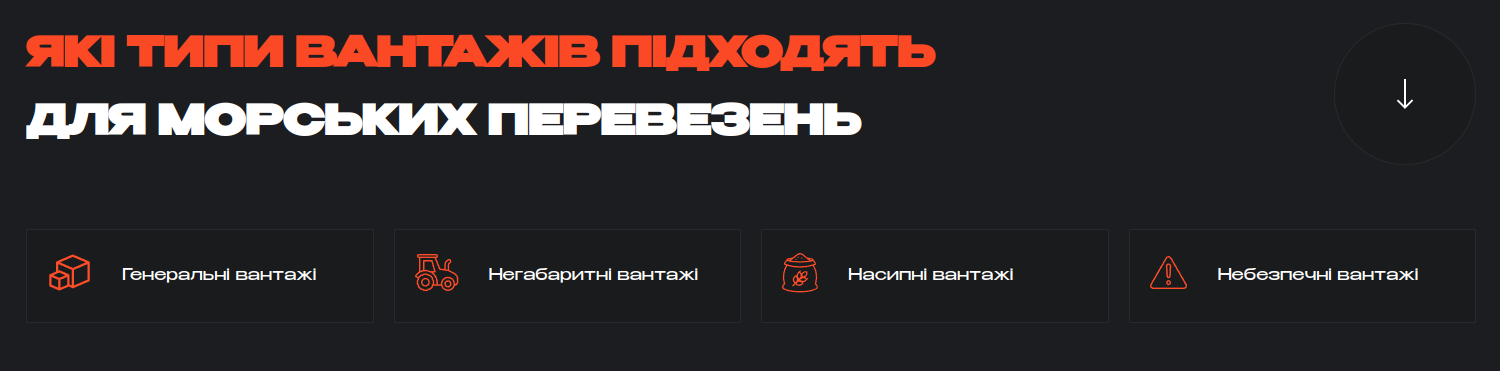 ЯКІ ТИПИ ВАНТАЖІВ ПІДХОДЯТЬ
ДЛЯ МОРСЬКИХ ПЕРЕВЕЗЕНЬ
Генеральні вантажі
Негабаритні вантажі
Насипні вантажі
Небезпечні вантажі